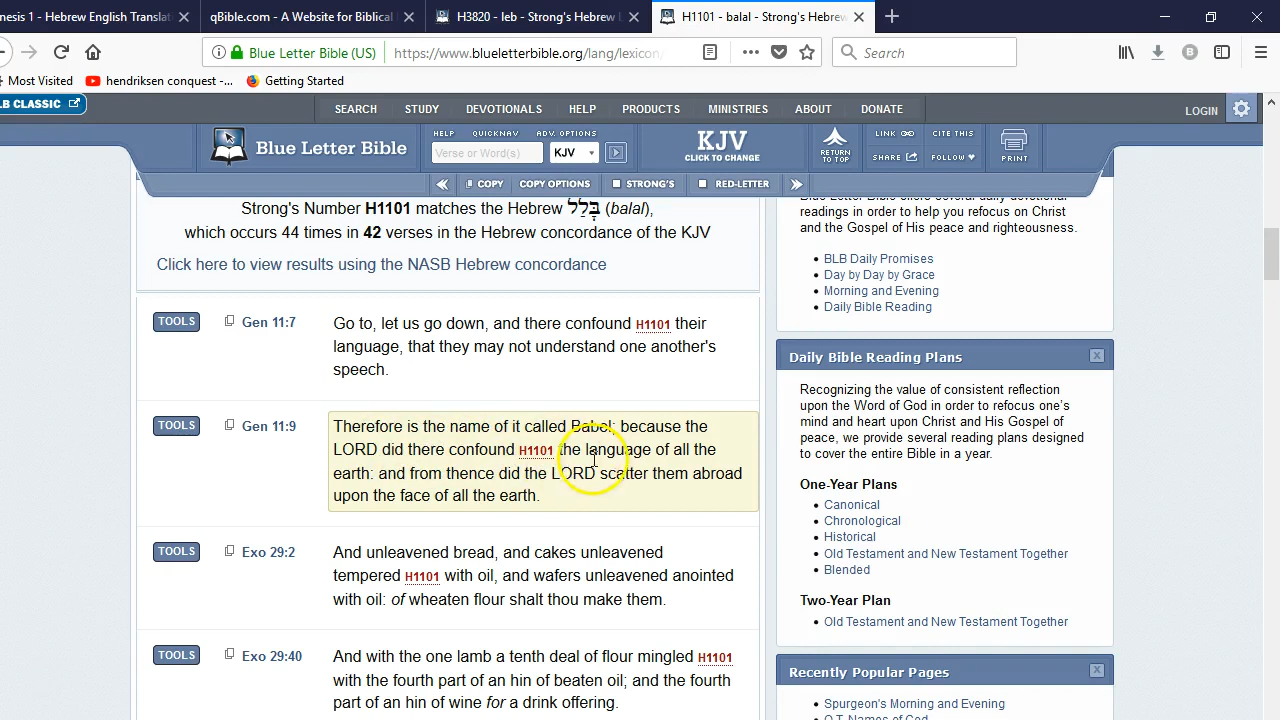 nesis 1 - Hebrew English Translat
qBible.com - A Website for Biblical
H3820 - leb - Strong's Hebrew
H1101 - balal - Strong's Hebrew
Blue Letter Bible (US)
https://www.blueletterbible.org/lang/lexicon
Search
Most Visited
hendriksen conquest -...
Getting Started
LB CLASSIC
SEARCH STUDY DEVOTIONALS HELP PRODUCTS MINISTRIES ABOUT DONATE
LOGIN
Blue Letter Bible
HELP QUICKNAV ADV. OPTIONS
Verse or Word(s)
KJV
KJV
CLICK TO CHANGE
RETURN
TO TOP
LINK CITE THIS
SHARE FOLLOW
PRINT
COPY COPY OPTIONS STRONG'S RED-LETTER
Strong's Number H1101 matches the Hebrew בָּלַל (balal),
which occurs 44 times in 42 verses in the Hebrew concordance of the KJV
Click here to view results using the NASB Hebrew concordance
TOOLS
Gen 11:7
Go to, let us go down, and there confound H1101 their
language, that they may not understand one another's
speech.
TOOLS
Gen 11:9
Therefore is the name of it called Babel; because the
LORD did there confound H1101 the language of all the
earth: and from thence did the LORD scatter them abroad
upon the face of all the earth.
TOOLS
Exo 29:2
And unleavened bread, and cakes unleavened
tempered H1101 with oil, and wafers unleavened anointed
with oil: of wheaten flour shalt thou make them.
TOOLS
Exo 29:40
And with the one lamb a tenth deal of flour mingled H1101
with the fourth part of an hin of beaten oil; and the fourth
part of an hin of wine for a drink offering.
Blue Letter Bible offers several daily devotional
readings in order to help you refocus on Christ
and the Gospel of His peace and righteousness.
BLB Daily Promises
Day by Day by Grace
Morning and Evening
Daily Bible Reading
Daily Bible Reading Plans
Recognizing the value of consistent reflection
upon the Word of God in order to refocus one's
mind and heart upon Christ and His Gospel of
peace, we provide several reading plans designed
to cover the entire Bible in a year.
One-Year Plans
Canonical
Chronological
Historical
Old Testament and New Testament Together
Blended
Two-Year Plan
Old Testament and New Testament Together
Recently Popular Pages
Spurgeon's Morning and Evening
O.T. Names of God